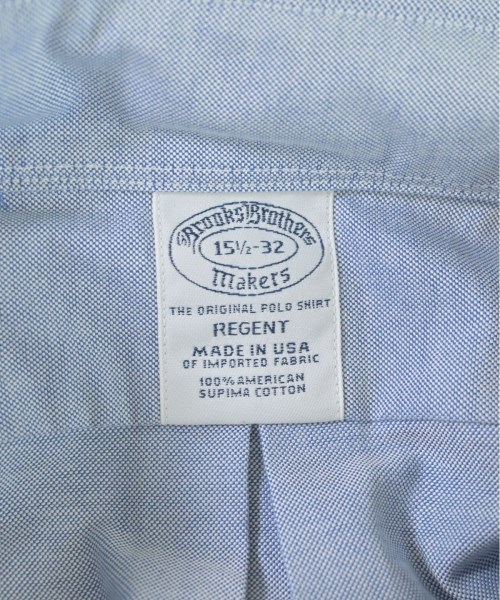 Brooks Brothers
15½-32
Makers
THE ORIGINAL POLO SHIRT
REGENT
MADE IN USA
OF IMPORTED FABRIC
100% AMERICAN
SUPIMA COTTON